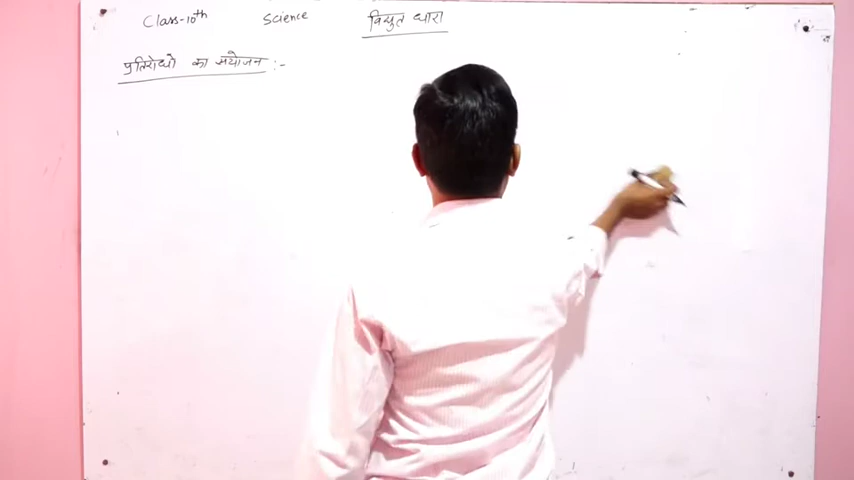 Class-10th Science विद्युत धारा
प्रतिरोधो का संयोजन :-